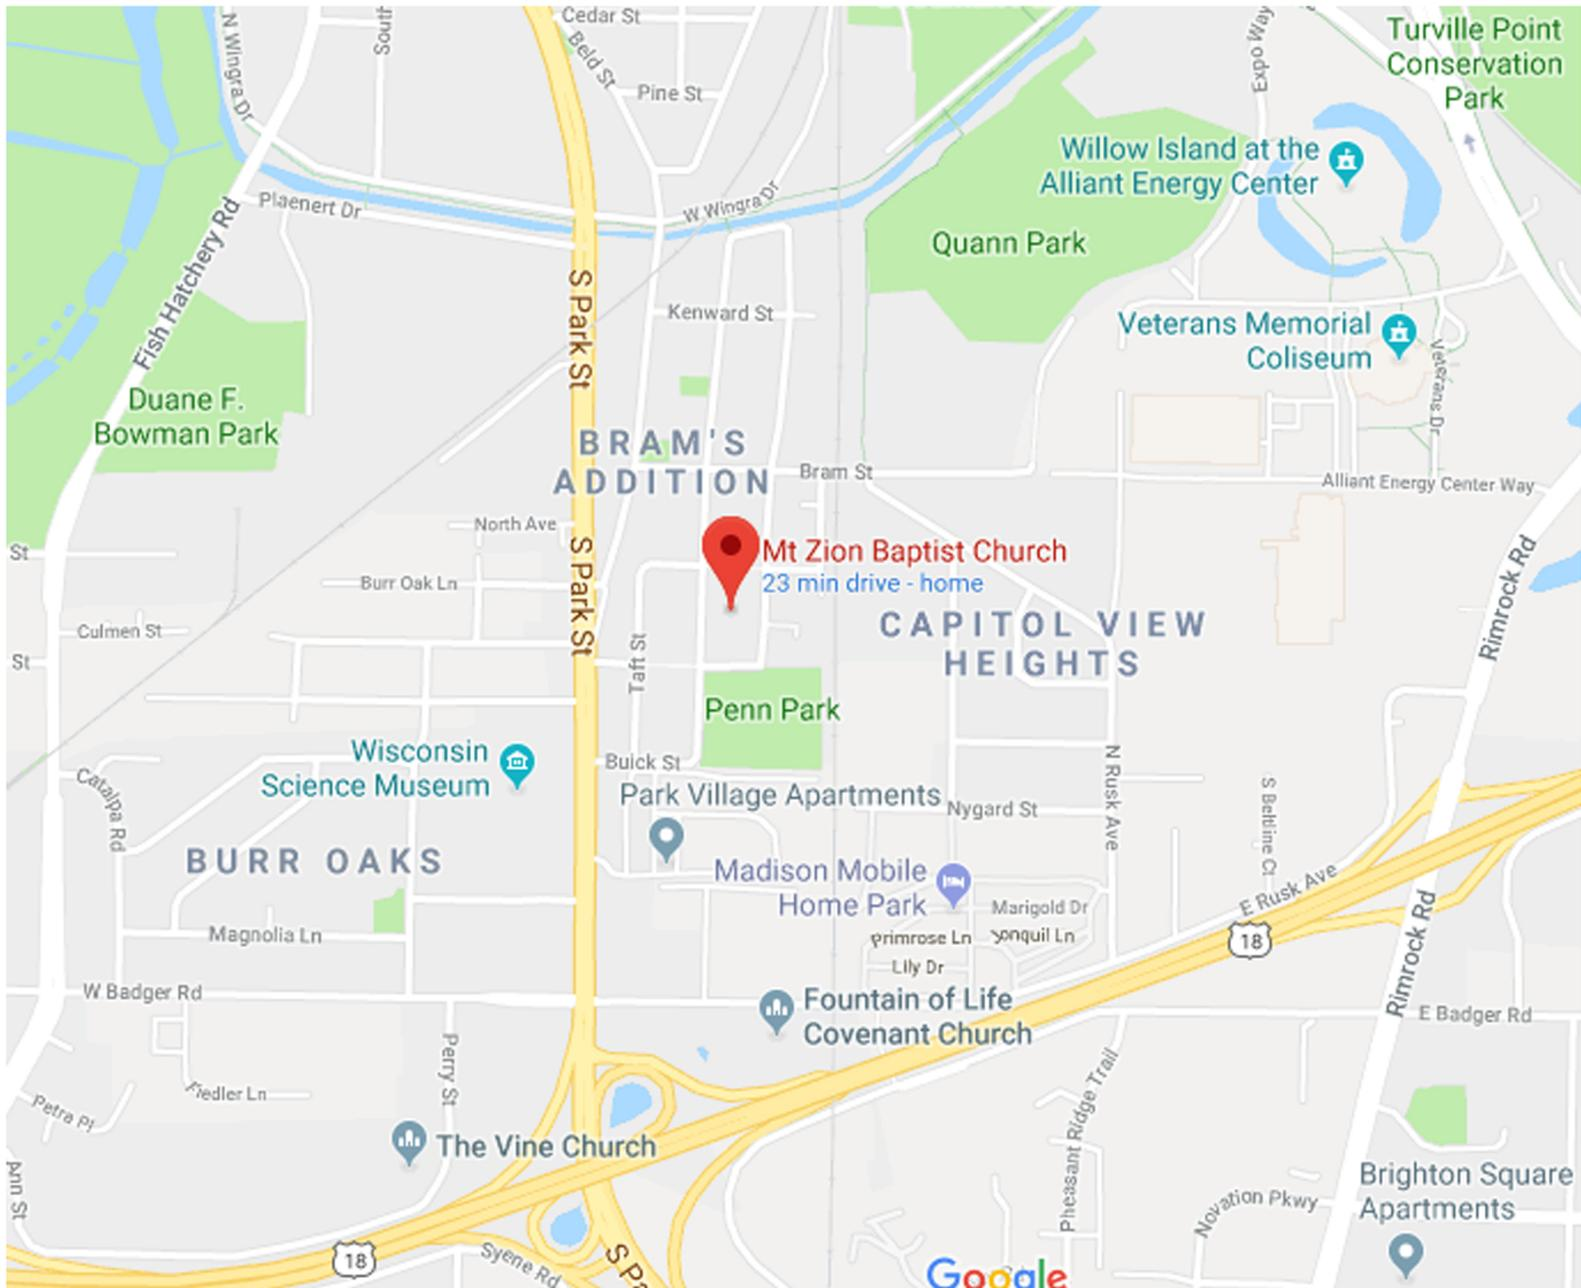 Cedar St
Turville Point
Conservation
Park
N Wingra Dr
South
Beld St
Expo Way
Pine St
Willow Island at the
Alliant Energy Center
Plaenert Dr
W Wingra Dr
Quann Park
Fish Hatchery Rd
S Park St
Kenward St
Veterans Memorial
Coliseum
Veterans Dr
Duane F.
Bowman Park
BRAM'S
ADDITION
Bram St
Alliant Energy Center Way
North Ave
S Park St
Mt Zion Baptist Church
23 min drive - home
St
Burr Oak Ln
Rimrock Rd
CAPITOL VIEW
HEIGHTS
Culmen St
St
Taft St
Penn Park
Wisconsin
Science Museum
Buick St
Catalpa Rd
Park Village Apartments
N Rusk Ave
Nygard St
S Beltline Ct
BURR OAKS
Madison Mobile
Home Park
E Rusk Ave
Marigold Dr
Magnolia Ln
Primrose Ln
Jonquil Ln
18
Lily Dr
Rimrock Rd
W Badger Rd
Fountain of Life
Covenant Church
E Badger Rd
Perry St
Fiedler Ln
Petra Pl
Pheasant Ridge Trail
The Vine Church
Ann St
Brighton Square
Apartments
Novation Pkwy
18
Syene Rd
S Pa
Google